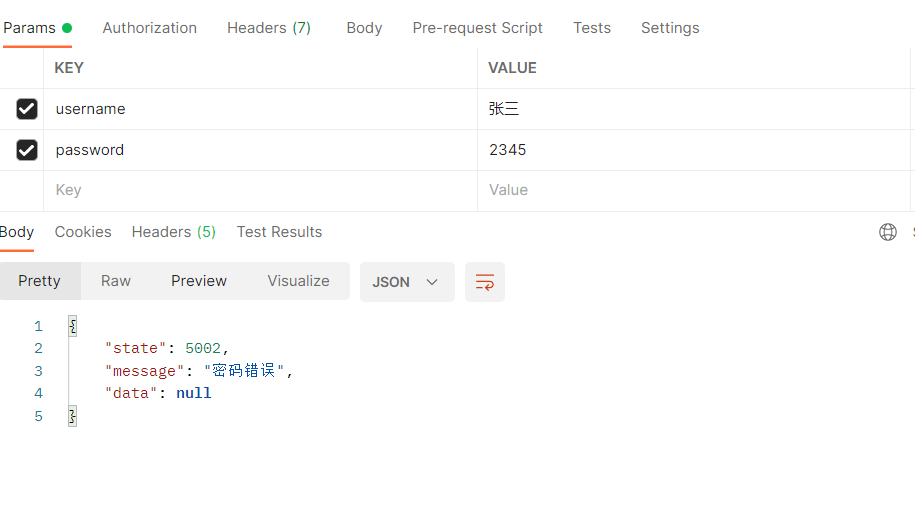 Params Authorization Headers (7) Body Pre-request Script Tests Settings
KEY VALUE
username 张三
password 2345
Key Value
Body Cookies Headers (5) Test Results
Pretty Raw Preview Visualize JSON
1 {
2 "state": 5002,
3 "message": "密码错误",
4 "data": null
5 }